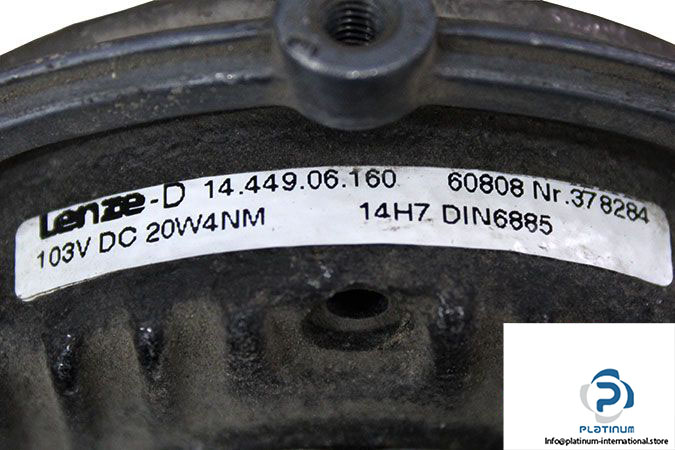 Lenze-D 14.449.06.160 60808 Nr.378284
103V DC 20W4NM 14H7 DIN6885
PLATINUM
Info@platinum-international.store